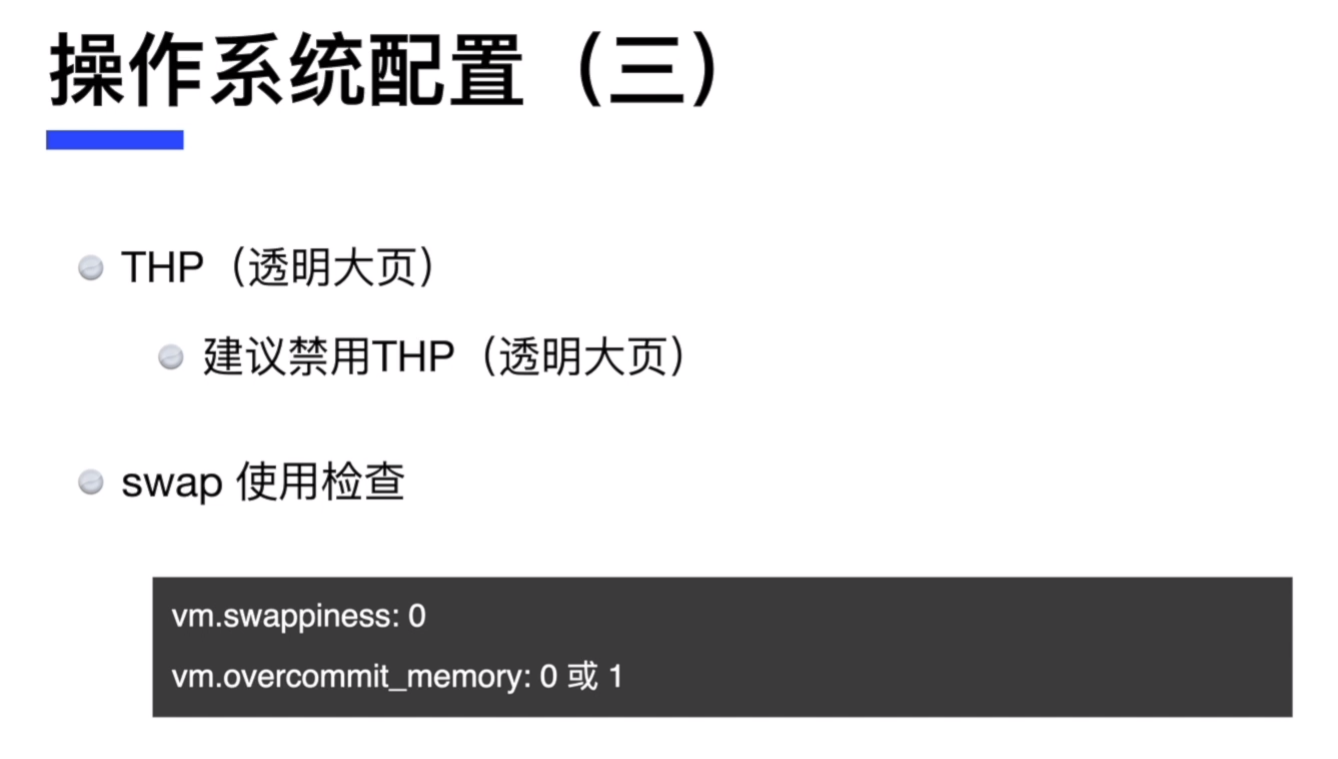 操作系统配置（三）
THP（透明大页）
建议禁用THP（透明大页）
swap 使用检查
vm.swappiness: 0
vm.overcommit_memory: 0 或 1